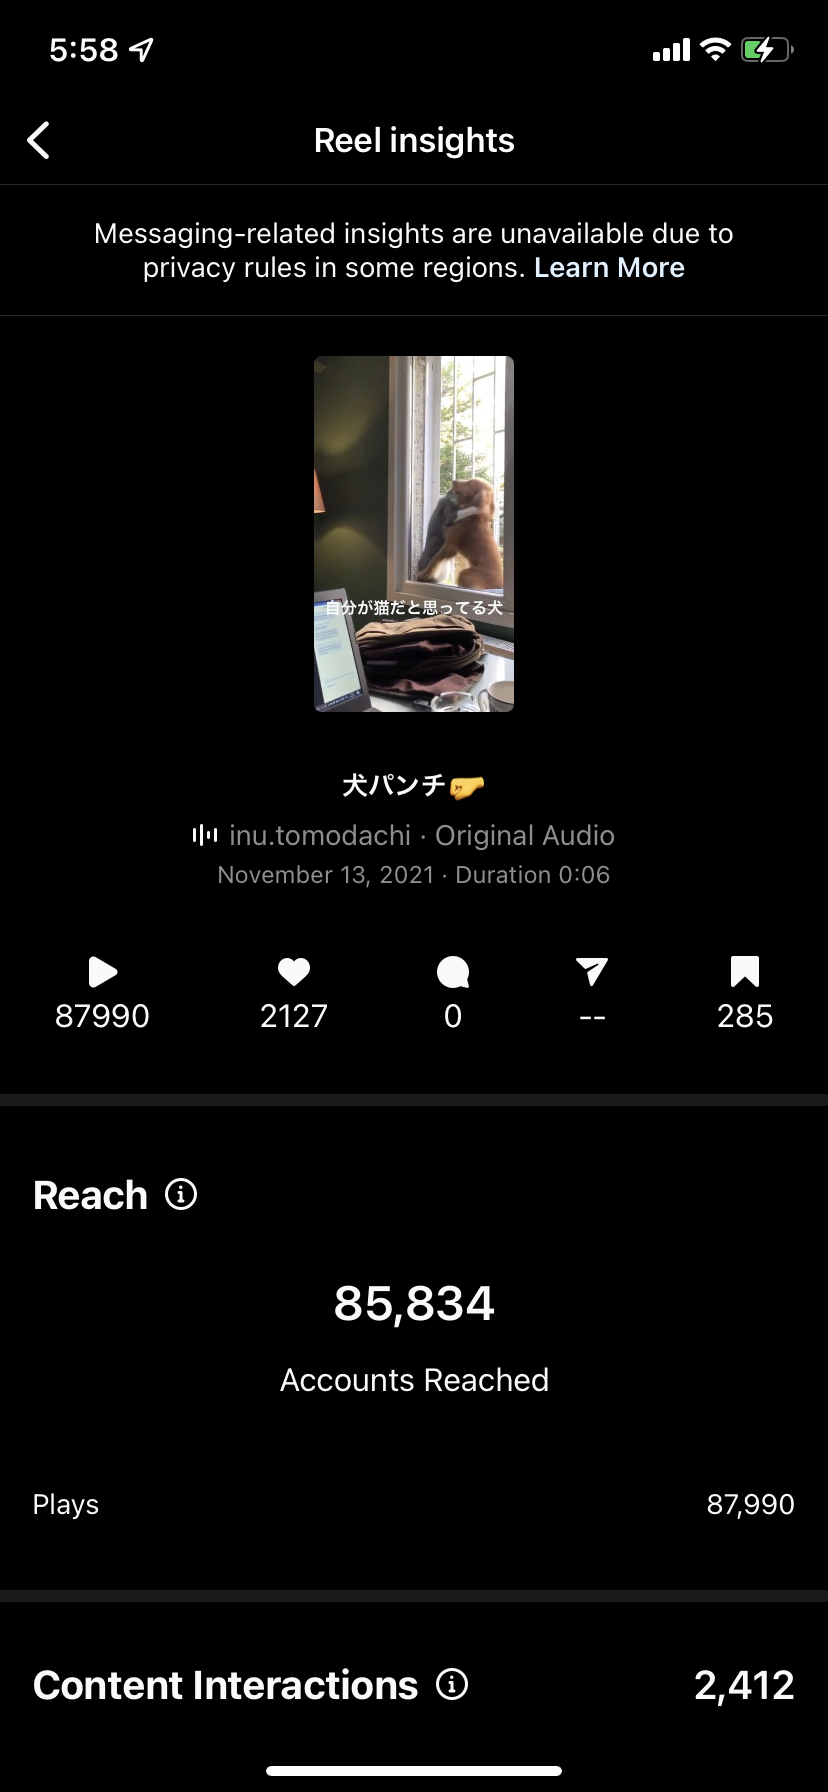 5:58
Reel insights
Messaging-related insights are unavailable due to
privacy rules in some regions. Learn More
自分が猫だと思ってる犬
犬パンチ🤛
inu.tomodachi · Original Audio
November 13, 2021 · Duration 0:06
87990 2127 0 -- 285
Reach
85,834
Accounts Reached
Plays 87,990
Content Interactions 2,412